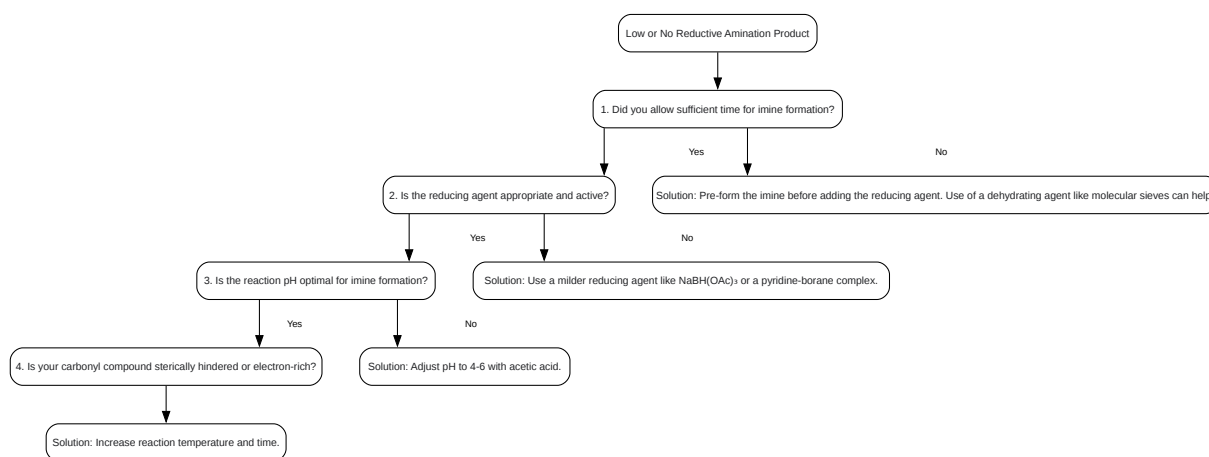 Low or No Reductive Amination Product
1. Did you allow sufficient time for imine formation?
Yes
No
2. Is the reducing agent appropriate and active?
Solution: Pre-form the imine before adding the reducing agent. Use of a dehydrating agent like molecular sieves can help
Yes
No
3. Is the reaction pH optimal for imine formation?
Solution: Use a milder reducing agent like NaBH(OAc)₃ or a pyridine-borane complex.
Yes
No
4. Is your carbonyl compound sterically hindered or electron-rich?
Solution: Adjust pH to 4-6 with acetic acid.
Solution: Increase reaction temperature and time.